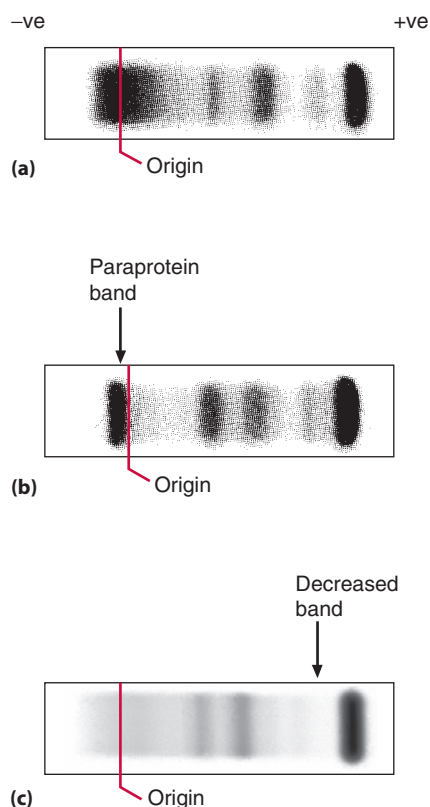 −ve +ve
Origin
(a)
Paraprotein
band
Origin
(b)
Decreased
band
Origin
(c)